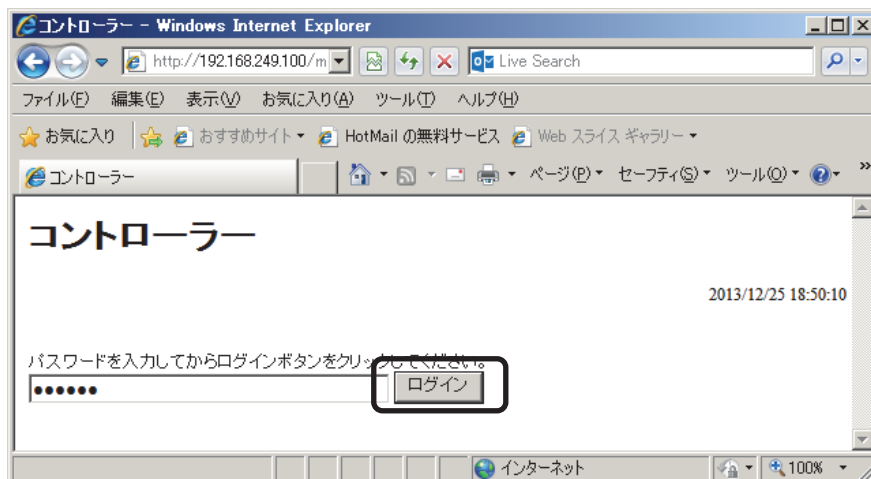 コントローラー - Windows Internet Explorer
http://192.168.249.100/m
Live Search
ファイル(F) 編集(E) 表示(V) お気に入り(A) ツール(T) ヘルプ(H)
お気に入り おすすめサイト HotMail の無料サービス Web スライス ギャラリー
コントローラー ページ(P) セーフティ(S) ツール(O) »
コントローラー
2013/12/25 18:50:10
パスワードを入力してからログインボタンをクリックしてください。
●●●●●● ログイン
インターネット 100%